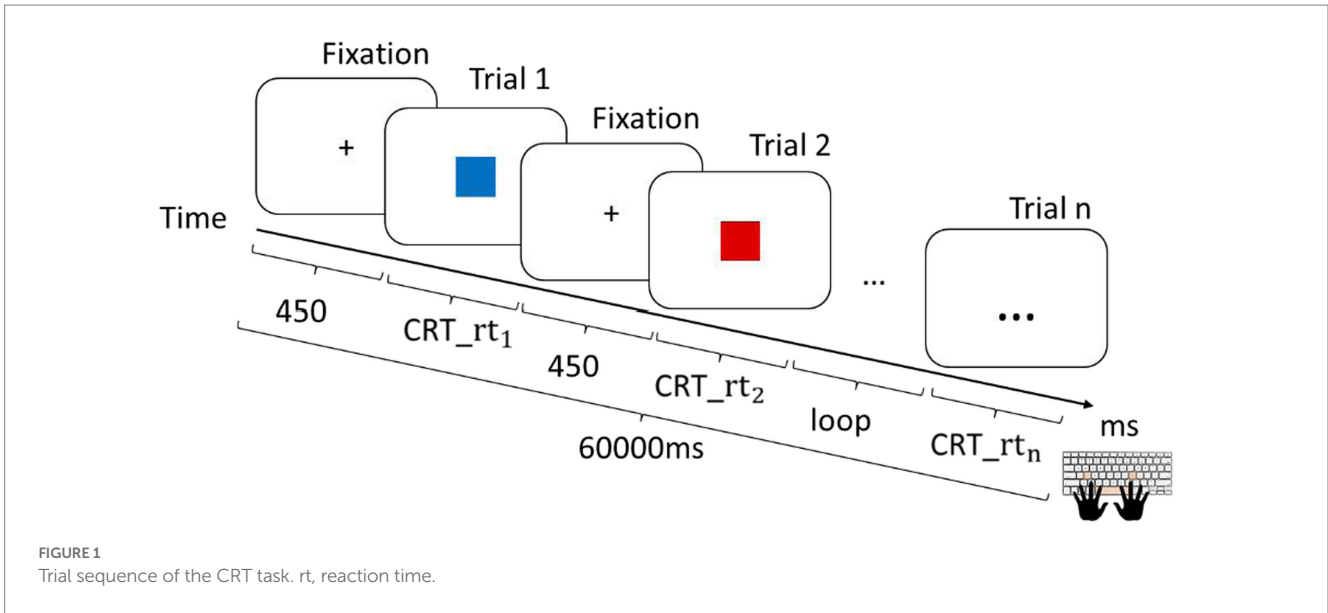 Fixation
Trial 1
Fixation
Trial 2
Trial n
+
+
...
...
Time
450
CRT_rt₁
450
CRT_rt₂
loop
CRT_rtₙ
ms
60000ms
FIGURE 1
Trial sequence of the CRT task. rt, reaction time.